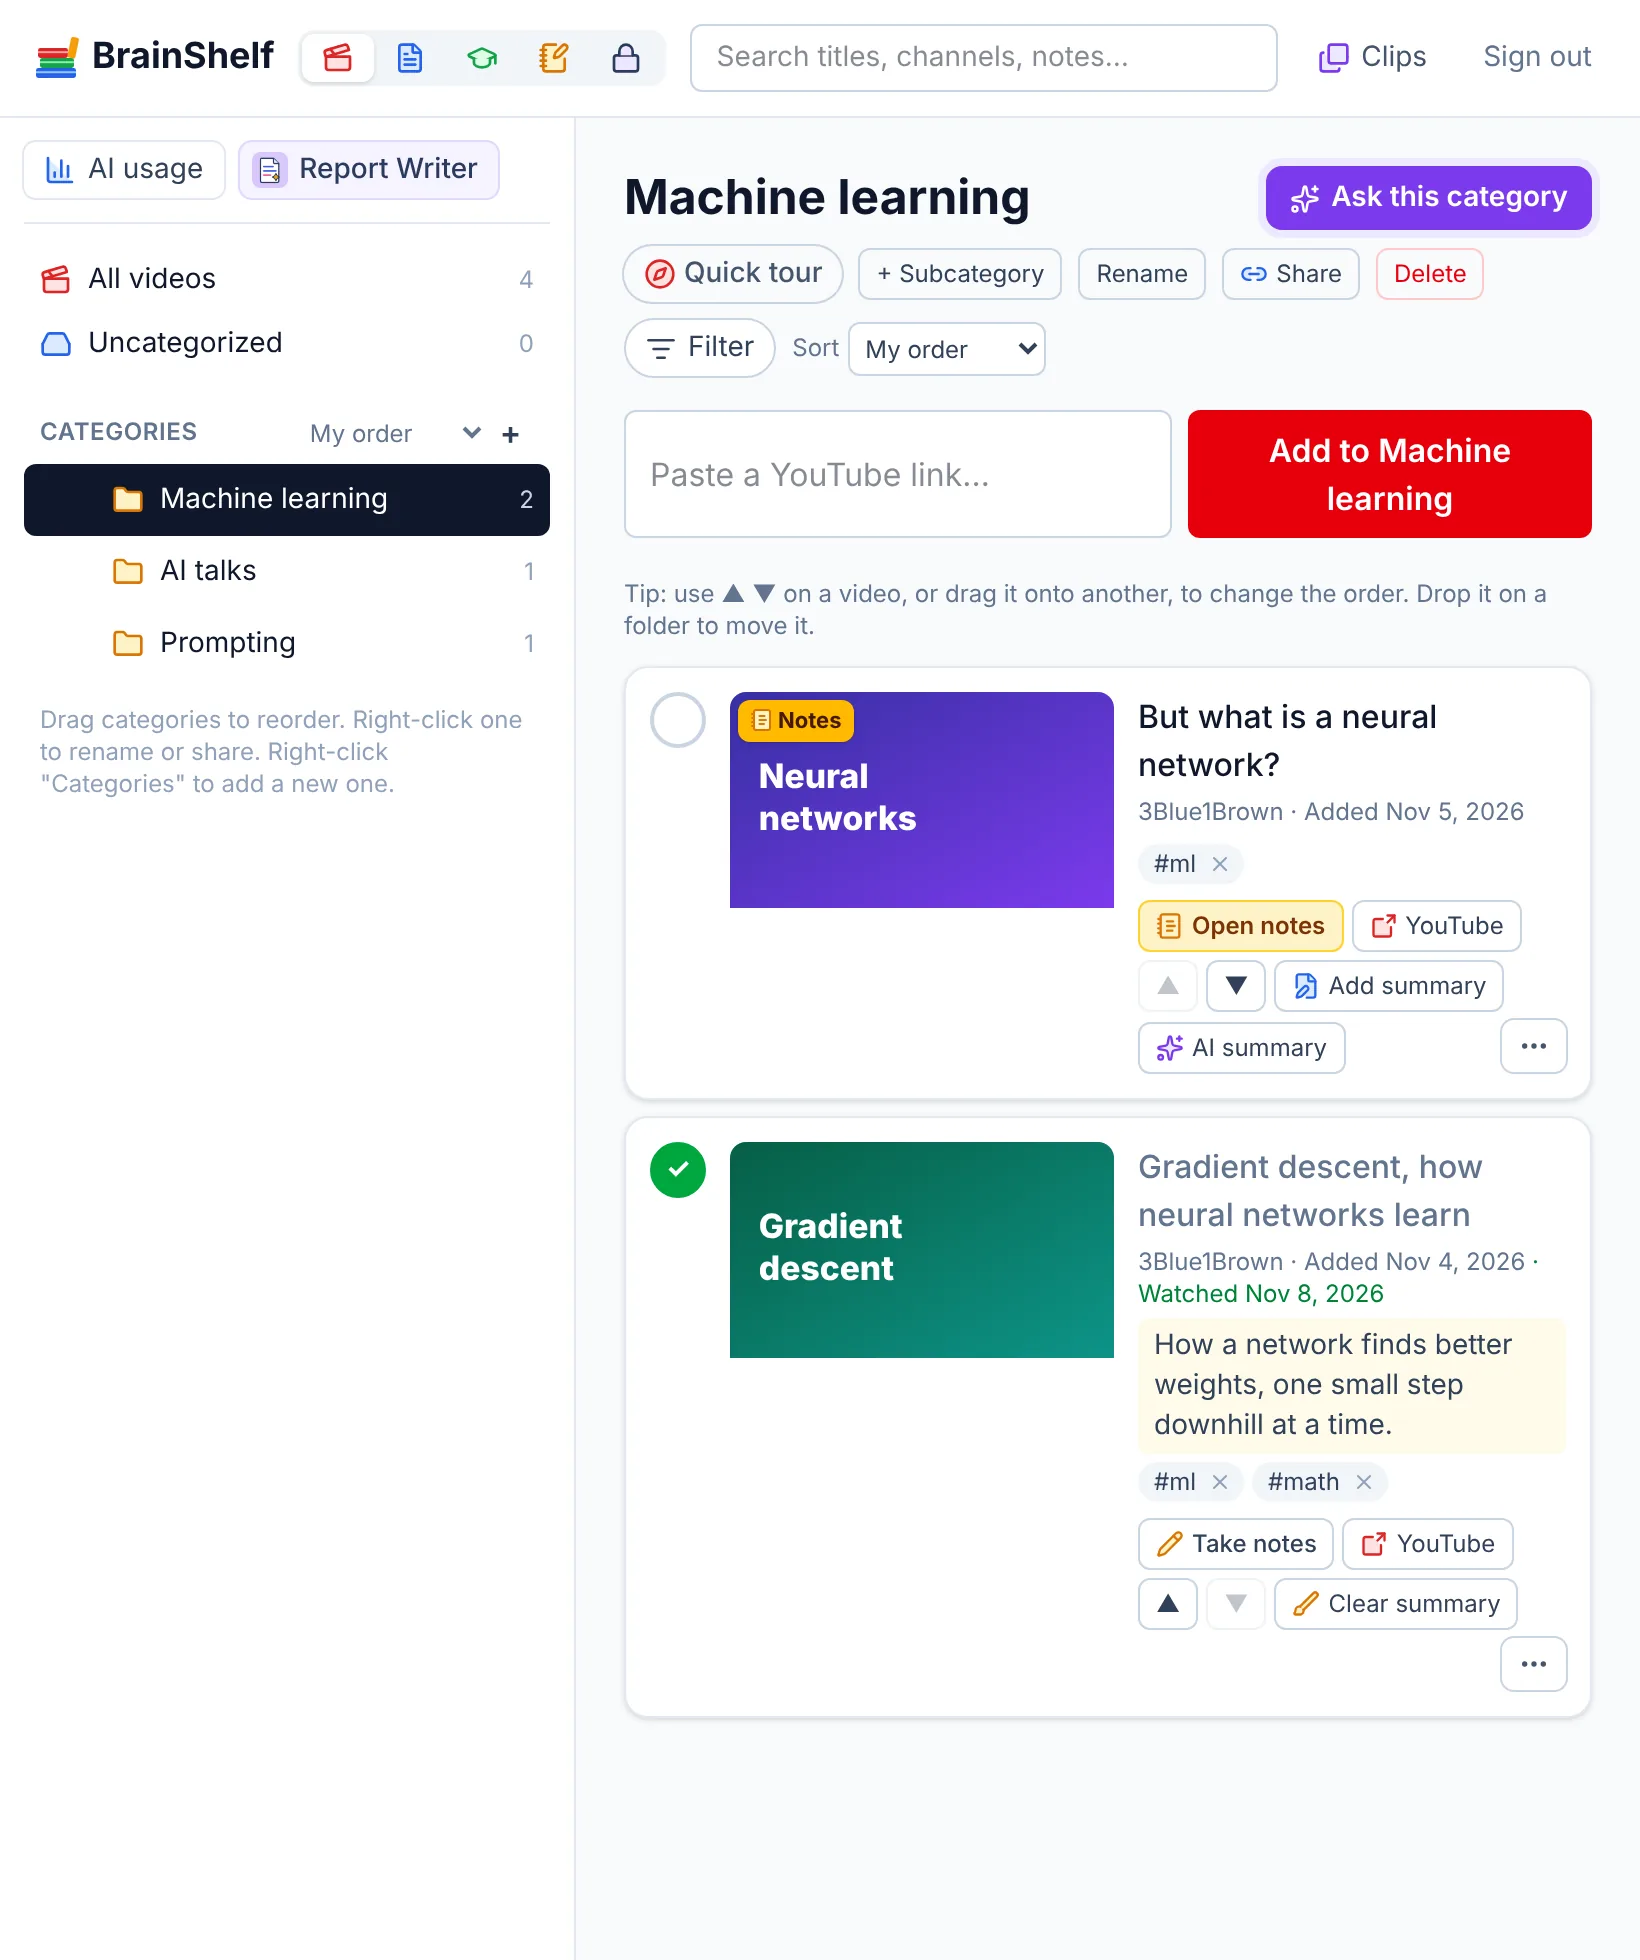 BrainShelf
Search titles, channels, notes...
Clips
Sign out
AI usage
Report Writer
All videos
4
Uncategorized
0
CATEGORIES
My order
+
Machine learning
2
AI talks
1
Prompting
1
Drag categories to reorder. Right-click one
to rename or share. Right-click
"Categories" to add a new one.
Machine learning
Ask this category
Quick tour
+ Subcategory
Rename
Share
Delete
Filter
Sort
My order
Paste a YouTube link...
Add to Machine
learning
Tip: use ▲ ▼ on a video, or drag it onto another, to change the order. Drop it on a
folder to move it.
Notes
Neural
networks
But what is a neural
network?
3Blue1Brown · Added Nov 5, 2026
#ml ×
Open notes
YouTube
▲
▼
Add summary
AI summary
···
Gradient
descent
Gradient descent, how
neural networks learn
3Blue1Brown · Added Nov 4, 2026 ·
Watched Nov 8, 2026
How a network finds better
weights, one small step
downhill at a time.
#ml ×
#math ×
Take notes
YouTube
▲
▼
Clear summary
···